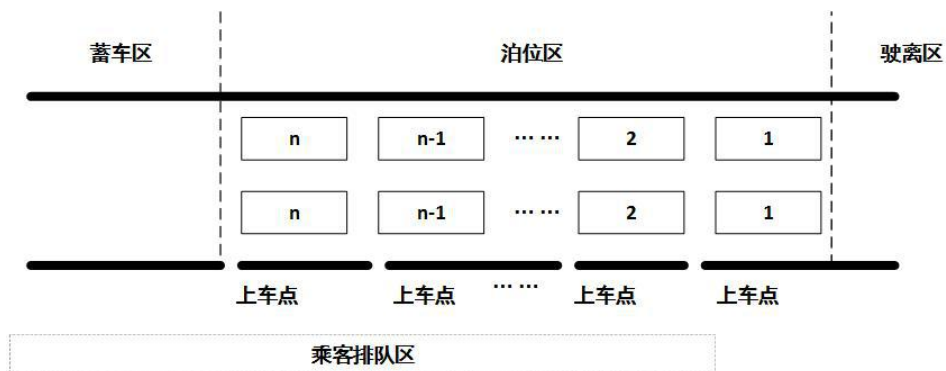 蓄车区 泊位区 驶离区
n n-1 … … 2 1
n n-1 … … 2 1
上车点 上车点 … … 上车点 上车点
乘客排队区